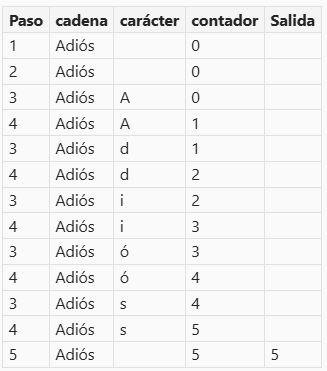 Paso cadena carácter contador Salida
1 Adiós 0
2 Adiós 0
3 Adiós A 0
4 Adiós A 1
3 Adiós d 1
4 Adiós d 2
3 Adiós i 2
4 Adiós i 3
3 Adiós ó 3
4 Adiós ó 4
3 Adiós s 4
4 Adiós s 5
5 Adiós 5 5